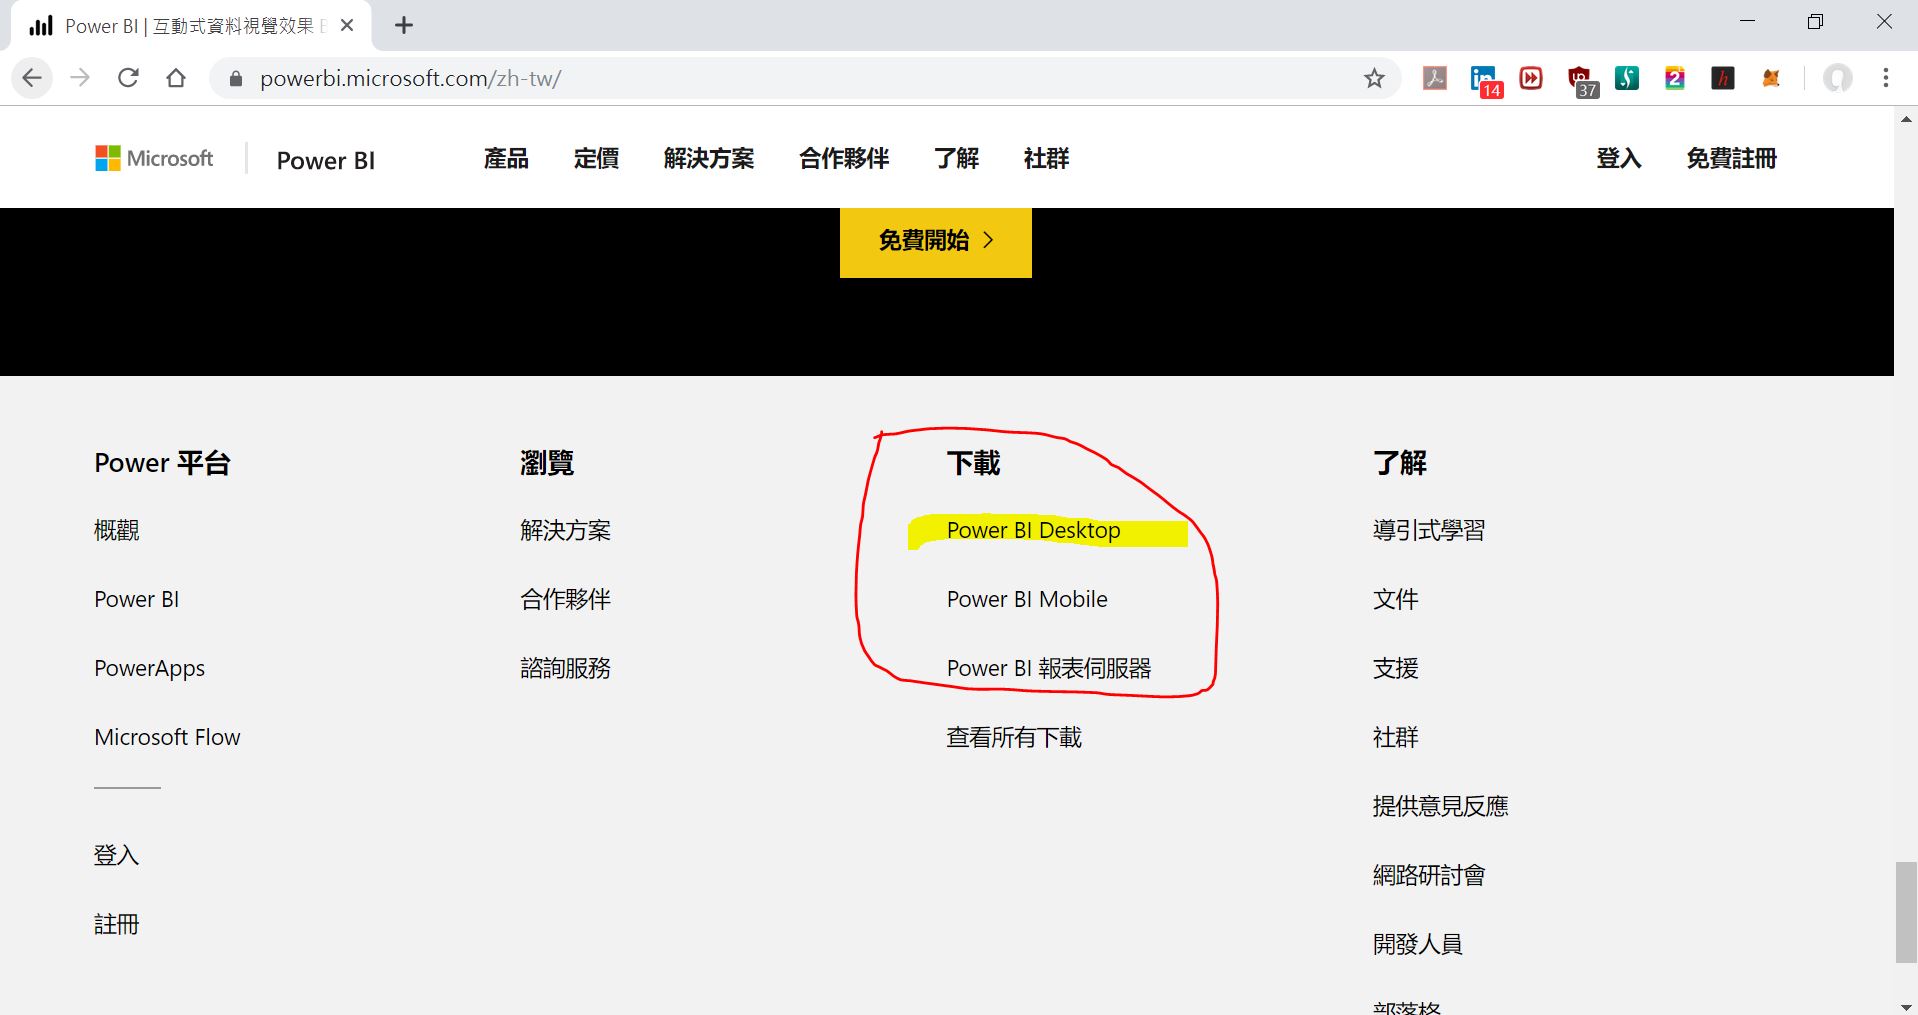 Power BI | 互動式資料視覺效果
powerbi.microsoft.com/zh-tw/
14
37
2
h
Microsoft
Power BI
產品
定價
解決方案
合作夥伴
了解
社群
登入
免費註冊
免費開始
Power 平台
概觀
Power BI
PowerApps
Microsoft Flow
登入
註冊
瀏覽
解決方案
合作夥伴
諮詢服務
下載
Power BI Desktop
Power BI Mobile
Power BI 報表伺服器
查看所有下載
了解
導引式學習
文件
支援
社群
提供意見反應
網路研討會
開發人員
部落格